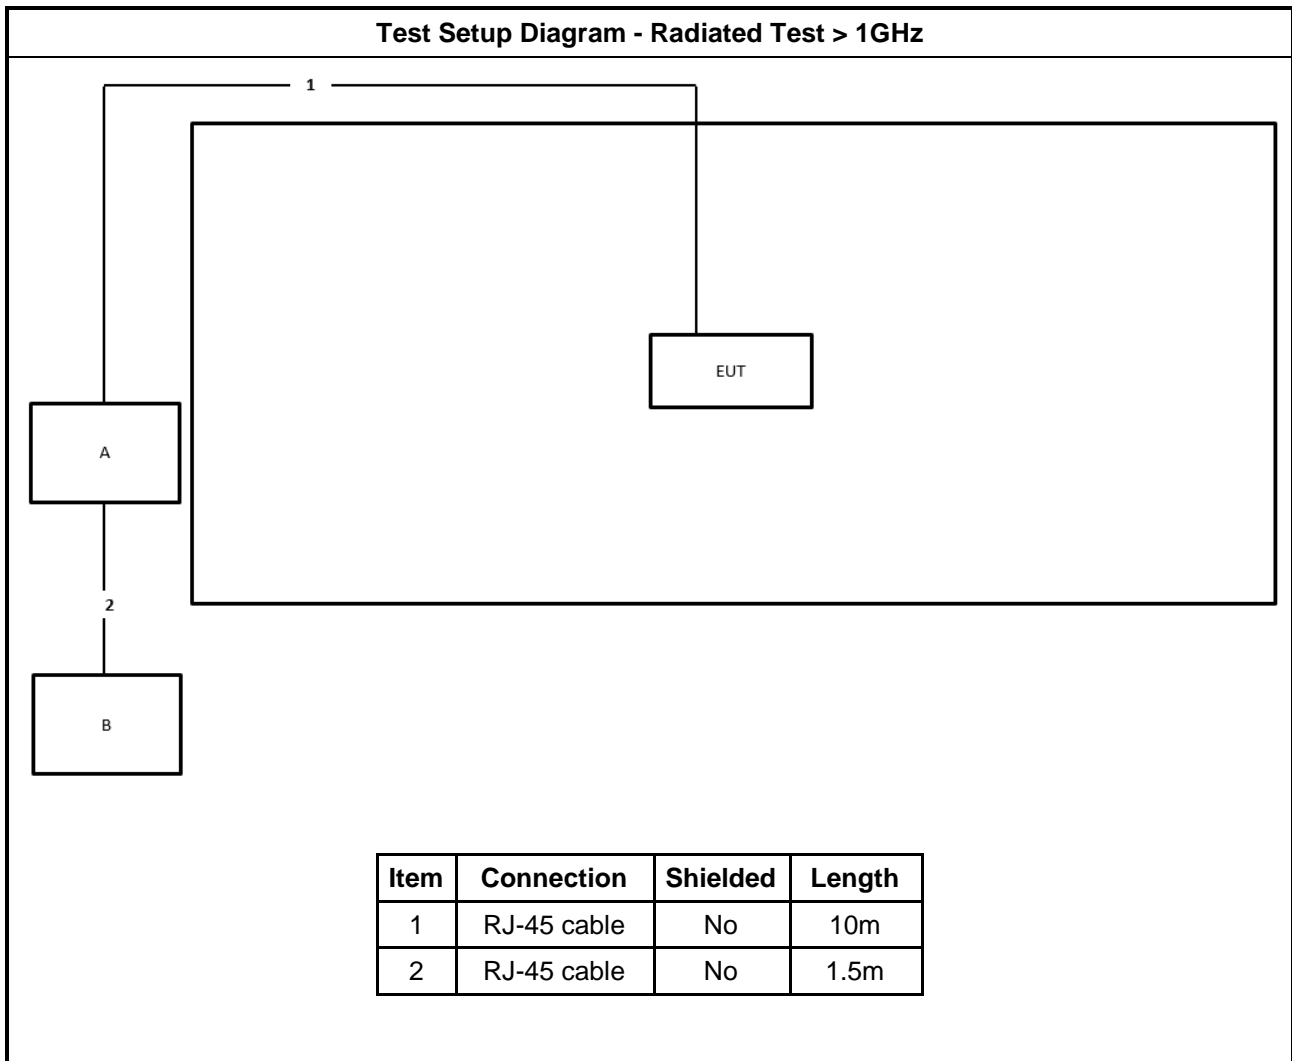 Test Setup Diagram - Radiated Test > 1GHz
1
EUT
A
2
B
Item Connection Shielded Length
1 RJ-45 cable No 10m
2 RJ-45 cable No 1.5m